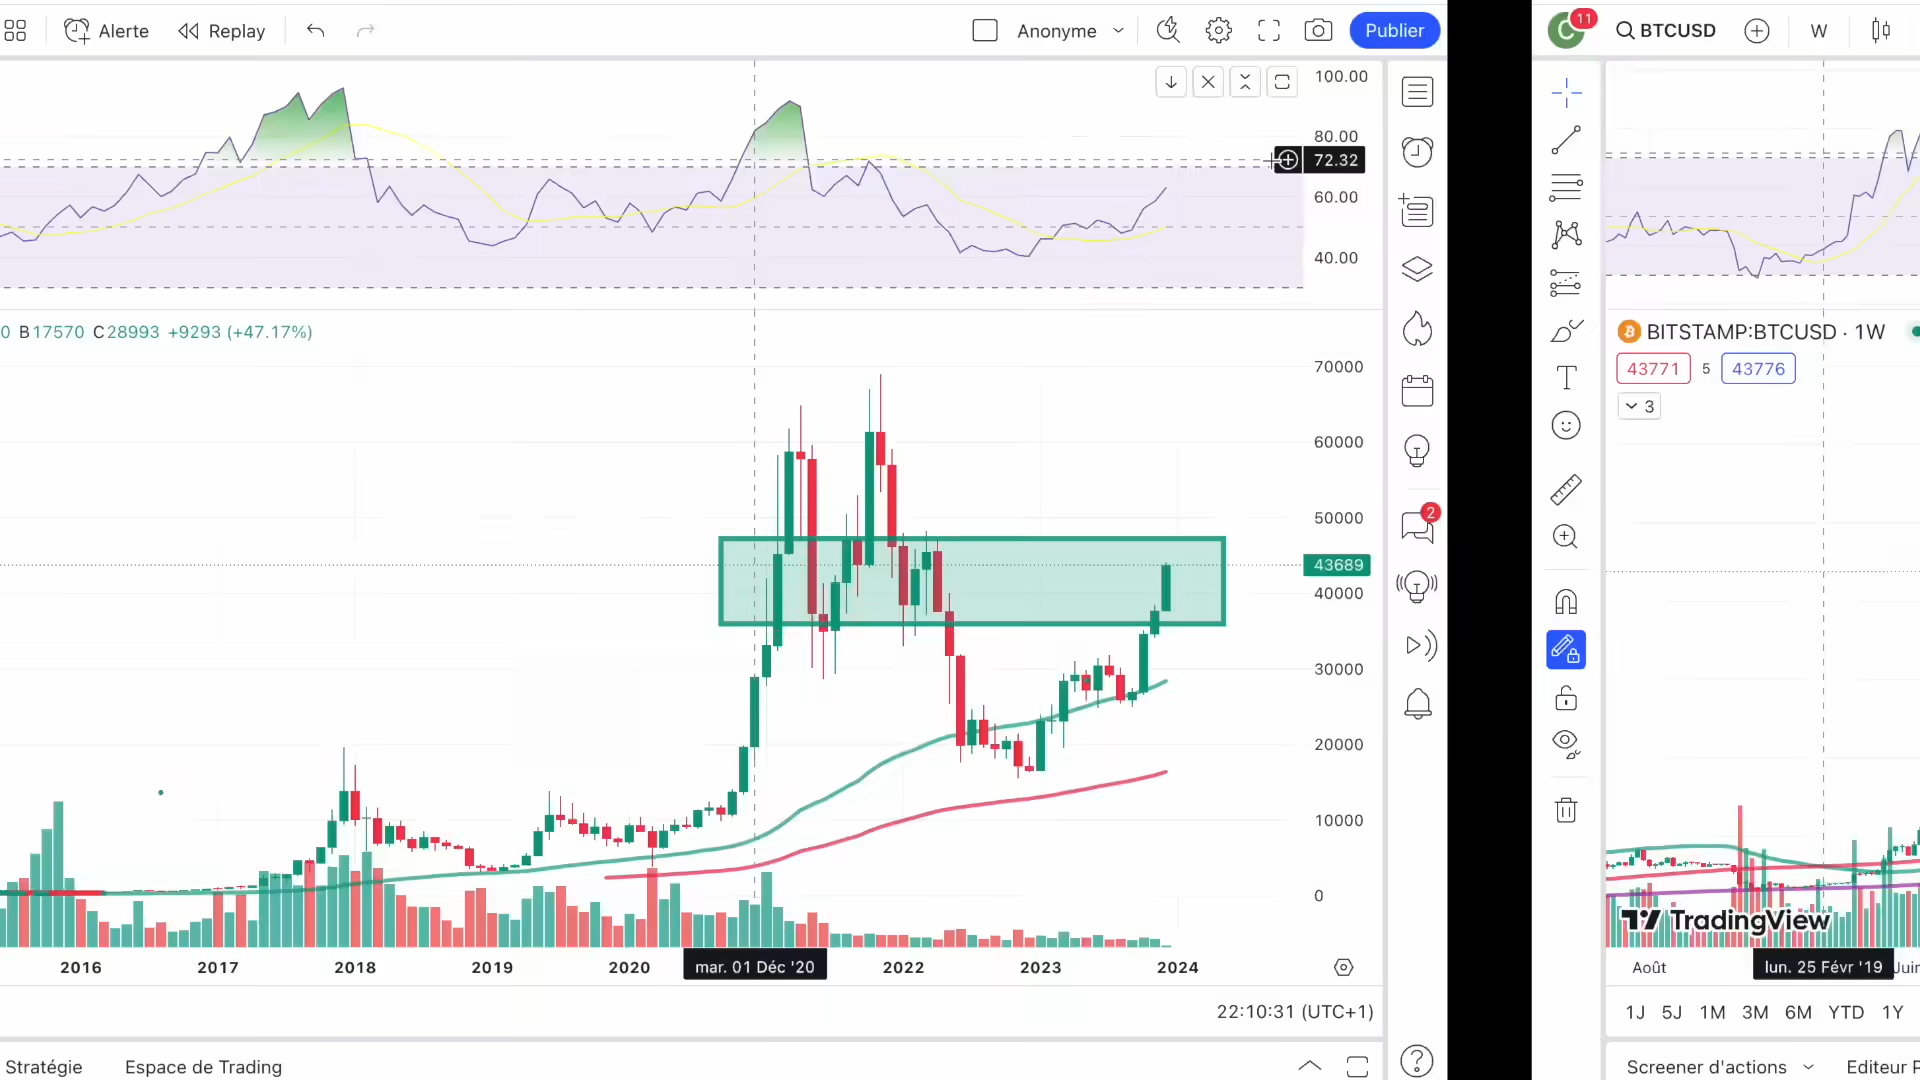 Alerte
Replay
Anonyme
Publier
11
C
BTCUSD
W
100.00
80.00
72.32
60.00
40.00
0 B17570 C28993 +9293 (+47.17%)
70000
60000
50000
43689
40000
30000
20000
10000
0
2
BITSTAMP:BTCUSD · 1W
43771 5 43776
3
TradingView
2016 2017 2018 2019 2020 mar. 01 Déc '20 2022 2023 2024
Août lun. 25 Févr '19 Juin
22:10:31 (UTC+1)
1J 5J 1M 3M 6M YTD 1Y
Stratégie Espace de Trading
Screener d'actions Editeur P